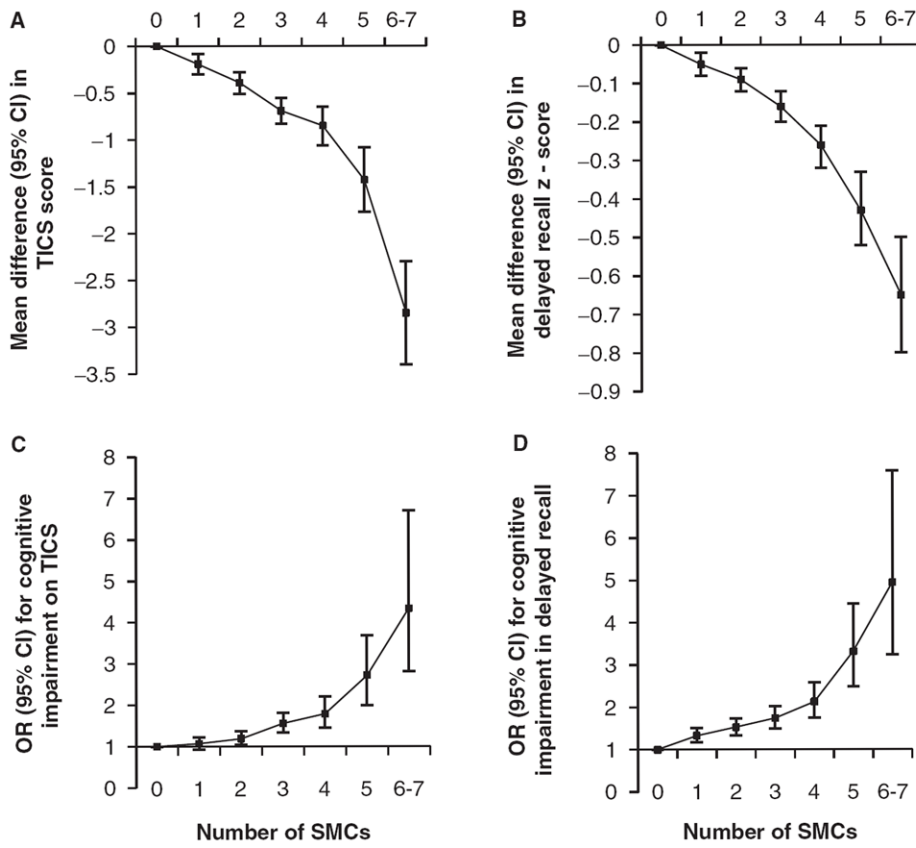 A
0 1 2 3 4 5 6-7
0
−0.5
−1
−1.5
−2
−2.5
−3
−3.5
Mean difference (95% CI) in
TICS score
B
0 1 2 3 4 5 6-7
0
−0.1
−0.2
−0.3
−0.4
−0.5
−0.6
−0.7
−0.8
−0.9
Mean difference (95% CI) in
delayed recall z - score
C
8
7
6
5
4
3
2
1
0
OR (95% CI) for cognitive
impairment on TICS
0 1 2 3 4 5 6-7
Number of SMCs
D
8
7
6
5
4
3
2
1
0
OR (95% CI) for cognitive
impairment in delayed recall
0 1 2 3 4 5 6-7
Number of SMCs